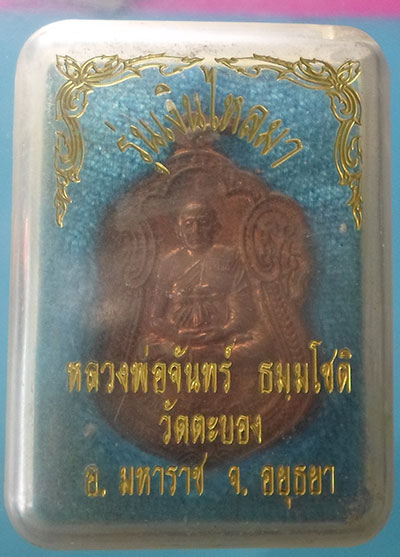 รุ่นเงินไหลมา
หลวงพ่อจันทร์ ธมฺมโชติ
วัดตะบอง
อ. มหาราช จ. อยุธยา